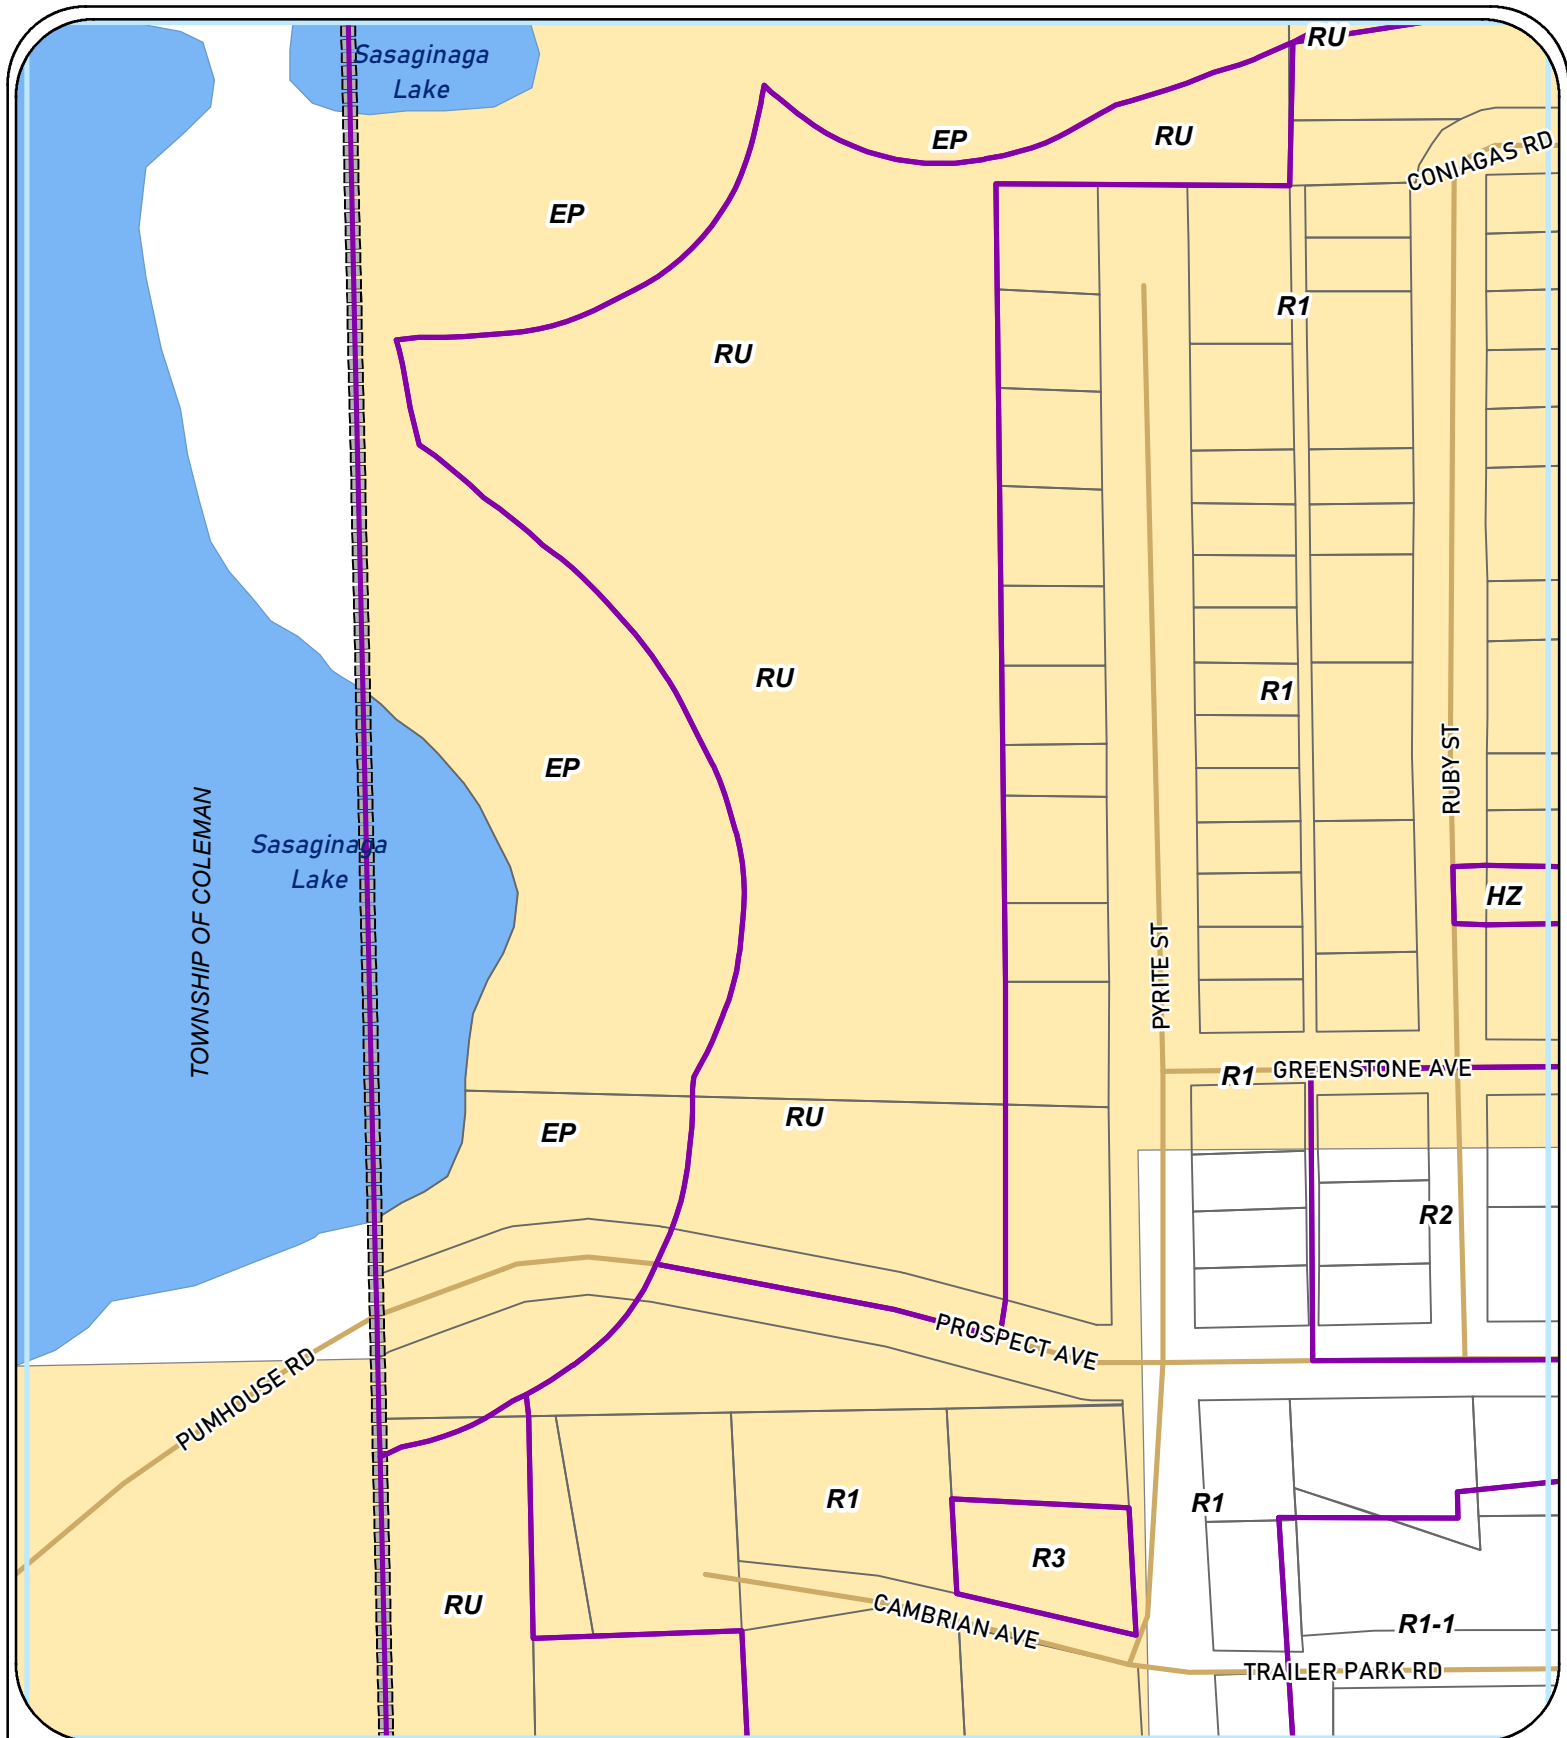 RU
Sasaginaga
Lake
EP
RU
CONIAGAS RD
EP
R1
RU
RU
R1
RUBY ST
EP
TOWNSHIP OF COLEMAN
Sasaginaga
Lake
HZ
PYRITE ST
R1
GREENSTONE AVE
RU
EP
R2
PROSPECT AVE
PUMHOUSE RD
R1
R1
R3
RU
CAMBRIAN AVE
R1-1
TRAILER PARK RD